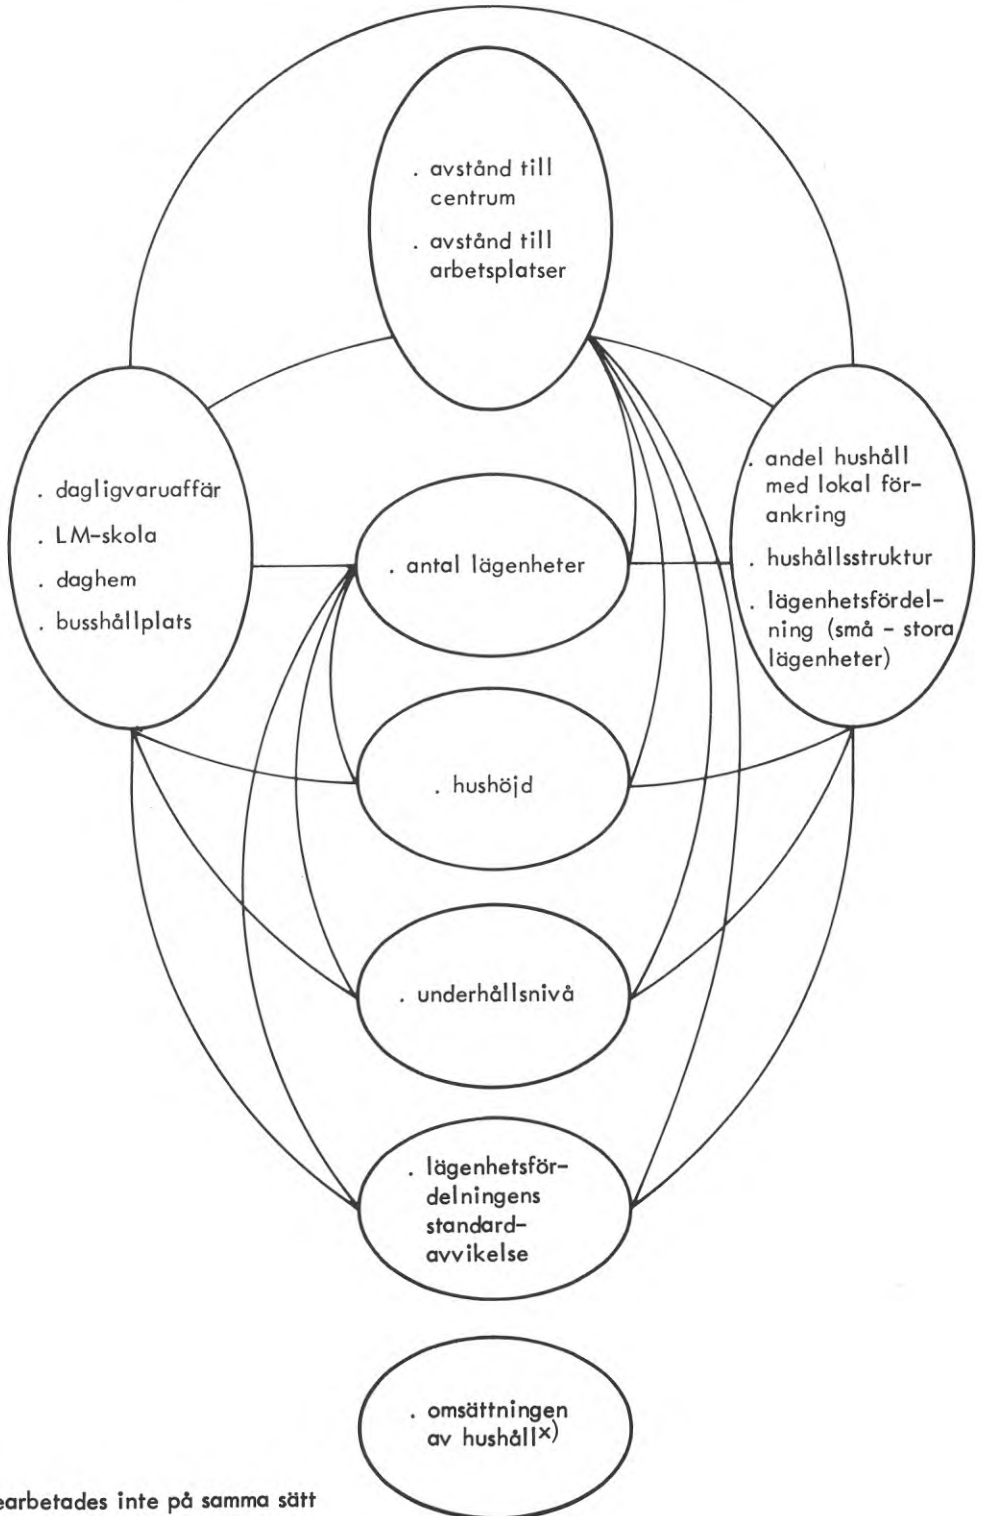 . avstånd till
centrum
. avstånd till
arbetsplatser
. dagligvaruaffär
. LM-skola
. daghem
. busshållplats
. antal lägenheter
. andel hushåll
med lokal för-
ankring
. hushållsstruktur
. lägenhetsfördel-
ning (små - stora
lägenheter)
. hushöjd
. underhållsnivå
. lägenhetsför-
delningens
standard-
avvikelse
. omsättningen
av hushåll x)
earbetades inte på samma sätt